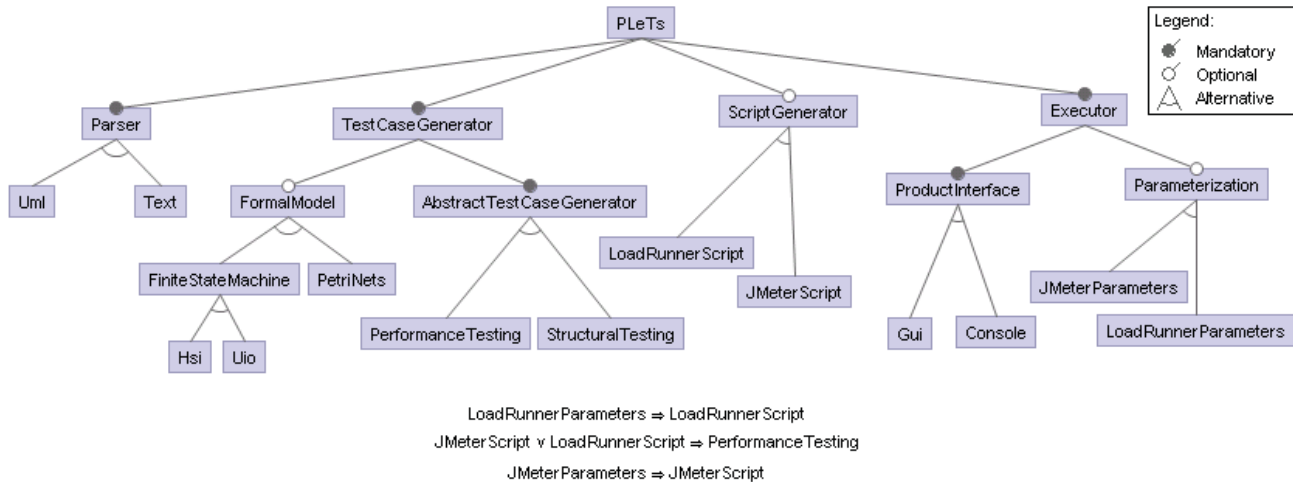 PLeTs
Legend:
Mandatory
Optional
Alternative
Parser
TestCaseGenerator
ScriptGenerator
Executor
Uml
Text
FormalModel
AbstractTestCaseGenerator
ProductInterface
Parameterization
LoadRunnerScript
FiniteStateMachine
PetriNets
JMeterScript
JMeterParameters
PerformanceTesting
StructuralTesting
Gui
Console
LoadRunnerParameters
Hsi
Uio
LoadRunnerParameters ⇒ LoadRunnerScript
JMeterScript ∨ LoadRunnerScript ⇒ PerformanceTesting
JMeterParameters ⇒ JMeterScript